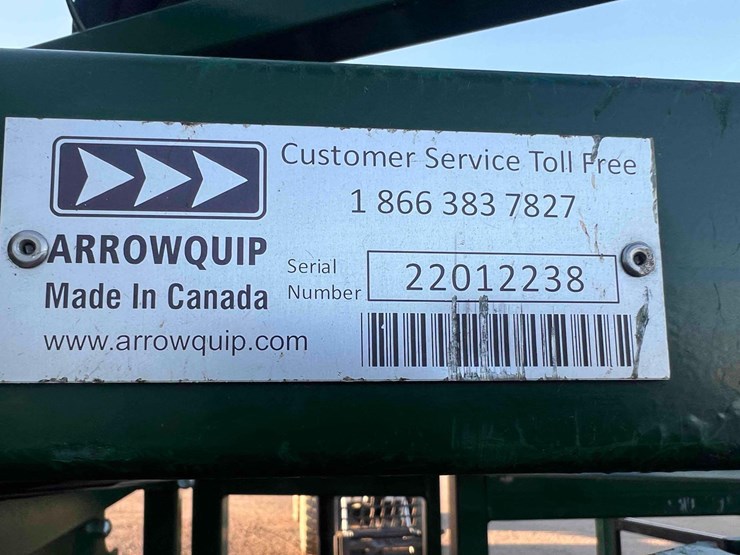 Customer Service Toll Free
1 866 383 7827
ARROWQUIP
Made In Canada
www.arrowquip.com
Serial
Number
22012238